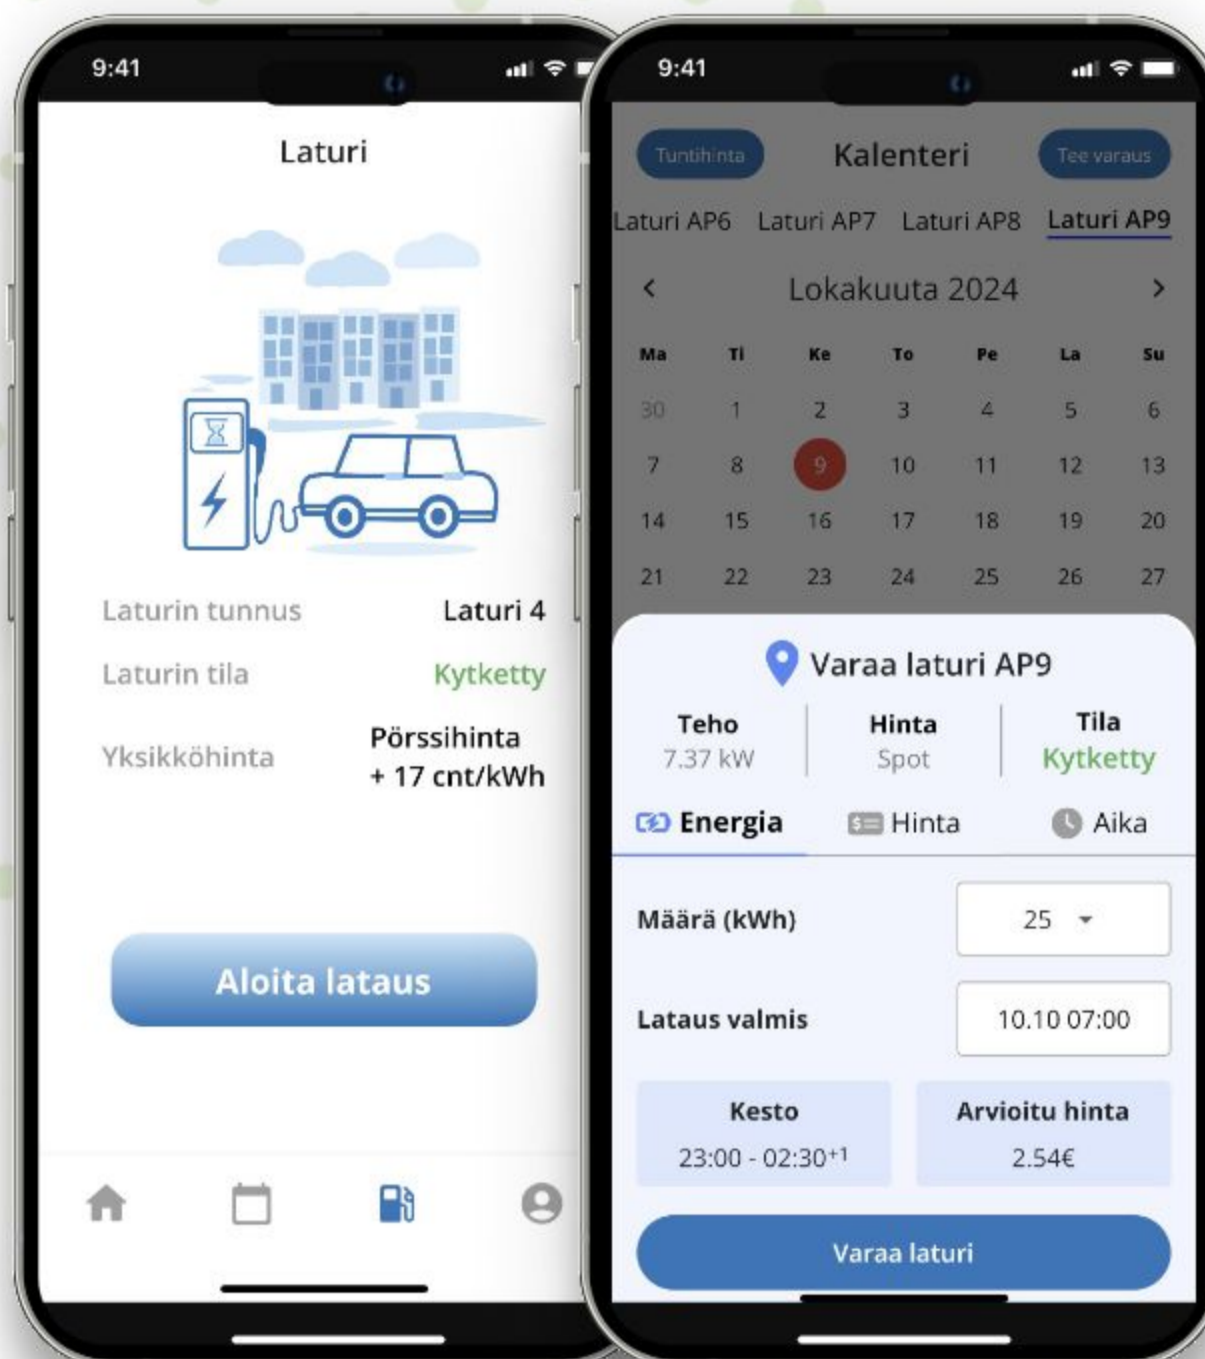 9:41
Laturi
Laturin tunnus
Laturi 4
Laturin tila
Kytketty
Yksikköhinta
Pörssihinta
+ 17 cnt/kWh
Aloita lataus
9:41
Tuntihinta
Kalenteri
Tee varaus
Laturi AP6 Laturi AP7 Laturi AP8 Laturi AP9
Lokakuuta 2024
Ma Ti Ke To Pe La Su
30 1 2 3 4 5 6
7 8 9 10 11 12 13
14 15 16 17 18 19 20
21 22 23 24 25 26 27
Varaa laturi AP9
Teho Hinta Tila
7.37 kW Spot Kytketty
Energia Hinta Aika
Määrä (kWh) 25
Lataus valmis 10.10 07:00
Kesto Arvioitu hinta
23:00 - 02:30+1 2.54€
Varaa laturi